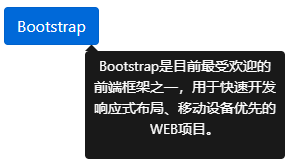 Bootstrap
Bootstrap是目前最受欢迎的
前端框架之一，用于快速开发
响应式布局、移动设备优先的
WEB项目。